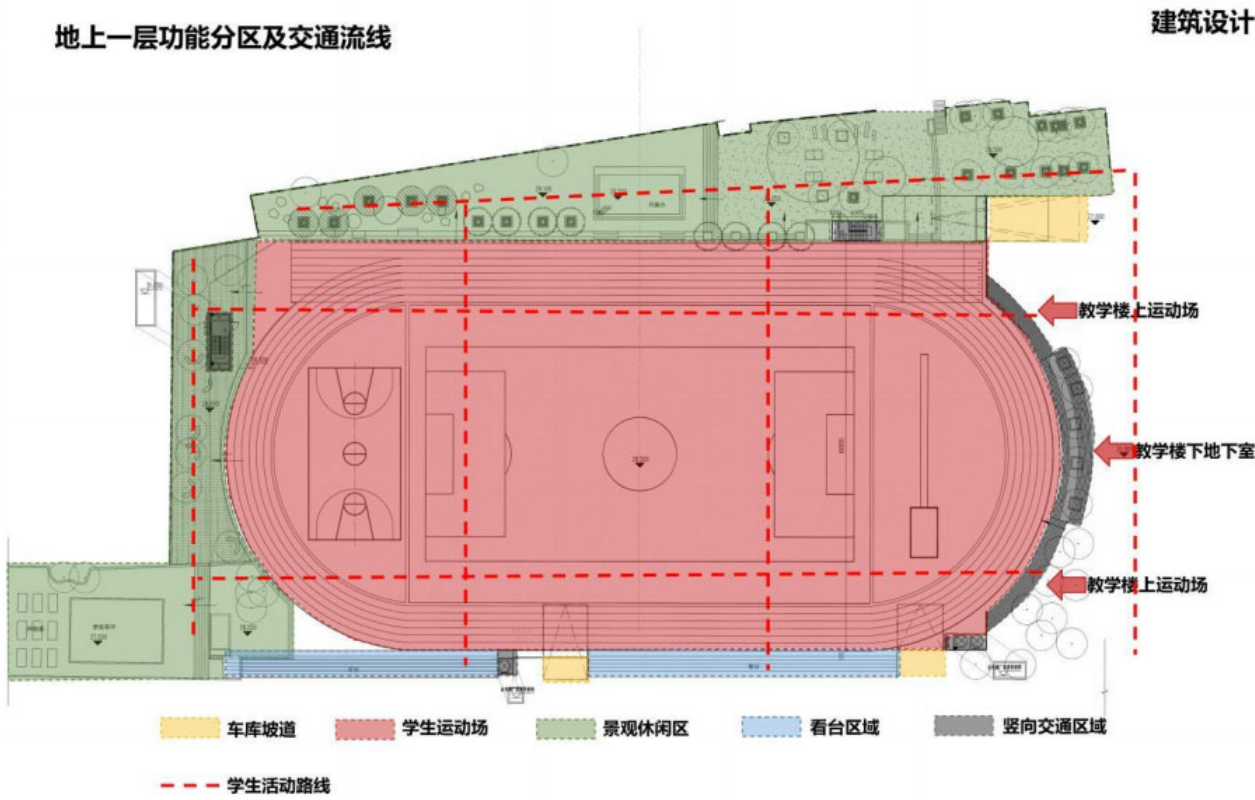 建筑设计
地上一层功能分区及交通流线
教学楼上运动场
教学楼下地下室
教学楼上运动场
车库坡道
学生运动场
景观休闲区
看台区域
竖向交通区域
学生活动路线